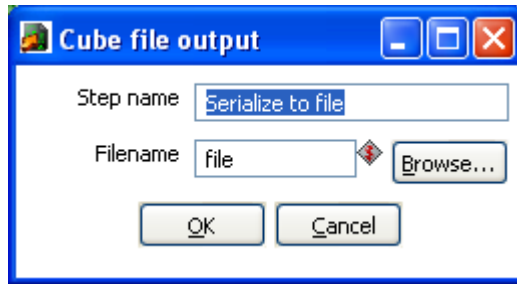 Cube file output
Step name Serialize to file
Filename file Browse...
OK Cancel